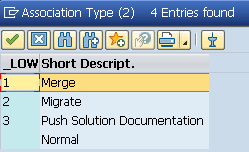 Association Type (2) 4 Entries found
_LOW Short Descript.
1 Merge
2 Migrate
3 Push Solution Documentation
Normal